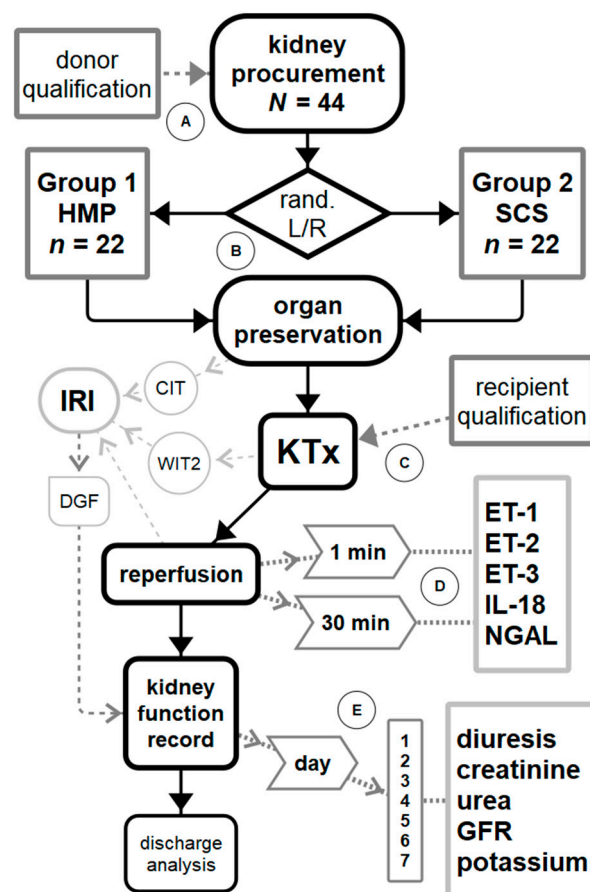 donor
qualification
kidney
procurement
N = 44
A
Group 1
HMP
n = 22
rand.
L/R
B
Group 2
SCS
n = 22
organ
preservation
IRI
CIT
WIT2
KTx
recipient
qualification
C
DGF
reperfusion
1 min
30 min
D
ET-1
ET-2
ET-3
IL-18
NGAL
kidney
function
record
E
day
1
2
3
4
5
6
7
diuresis
creatinine
urea
GFR
potassium
discharge
analysis